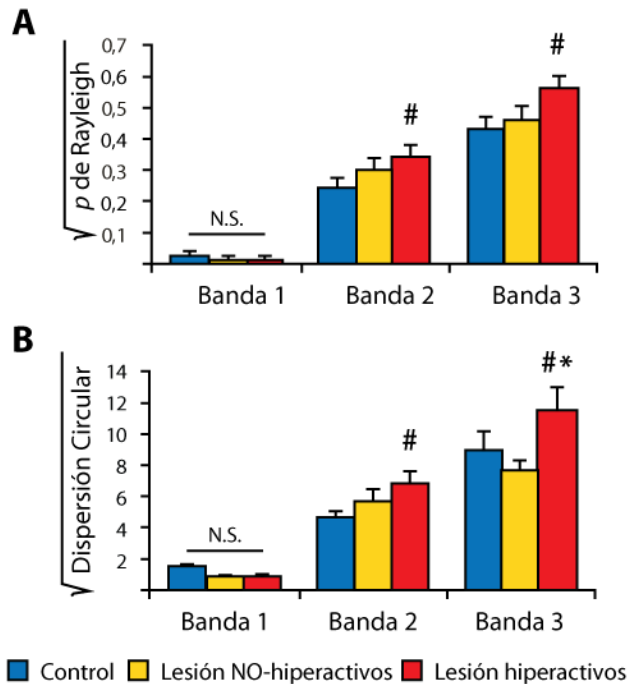 A
√ p de Rayleigh
0,7
0,6
0,5
0,4
0,3
0,2
0,1
N.S.
#
#
Banda 1
Banda 2
Banda 3
B
√ Dispersión Circular
14
12
10
8
6
4
2
N.S.
#
#*
Banda 1
Banda 2
Banda 3
Control
Lesión NO-hiperactivos
Lesión hiperactivos